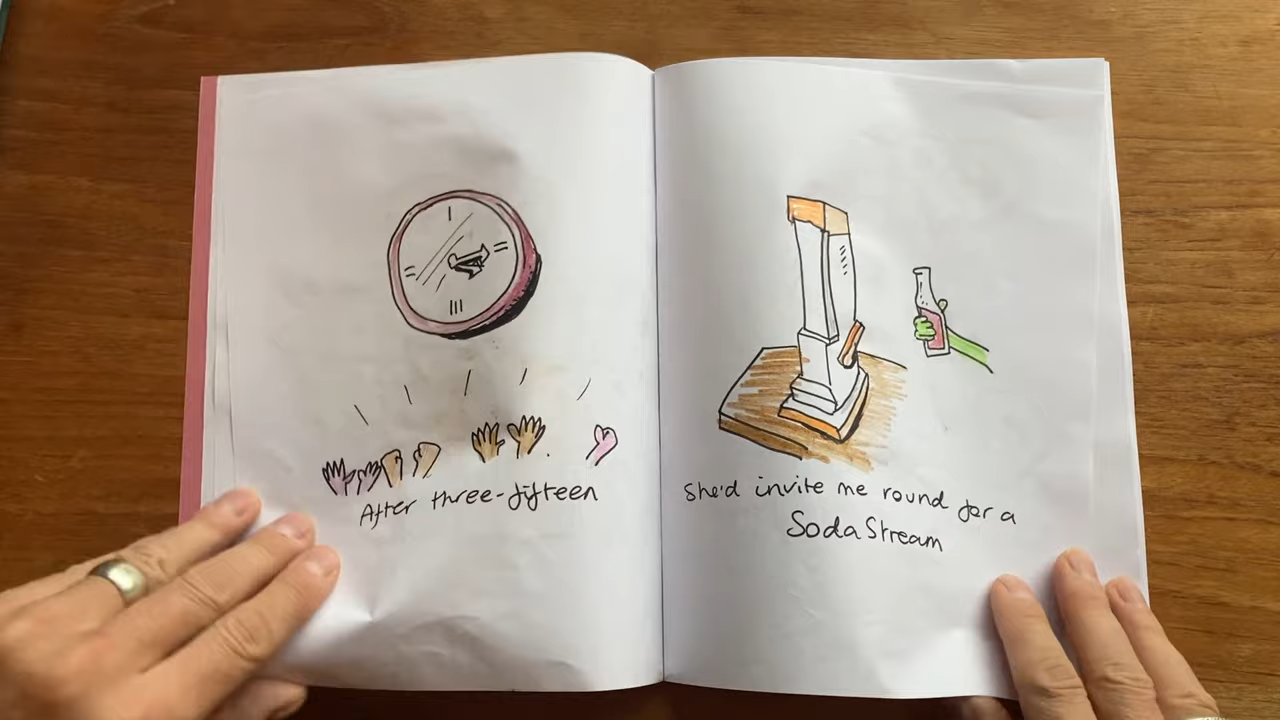 After three-fifteen
She'd invite me round for a
SodaStream